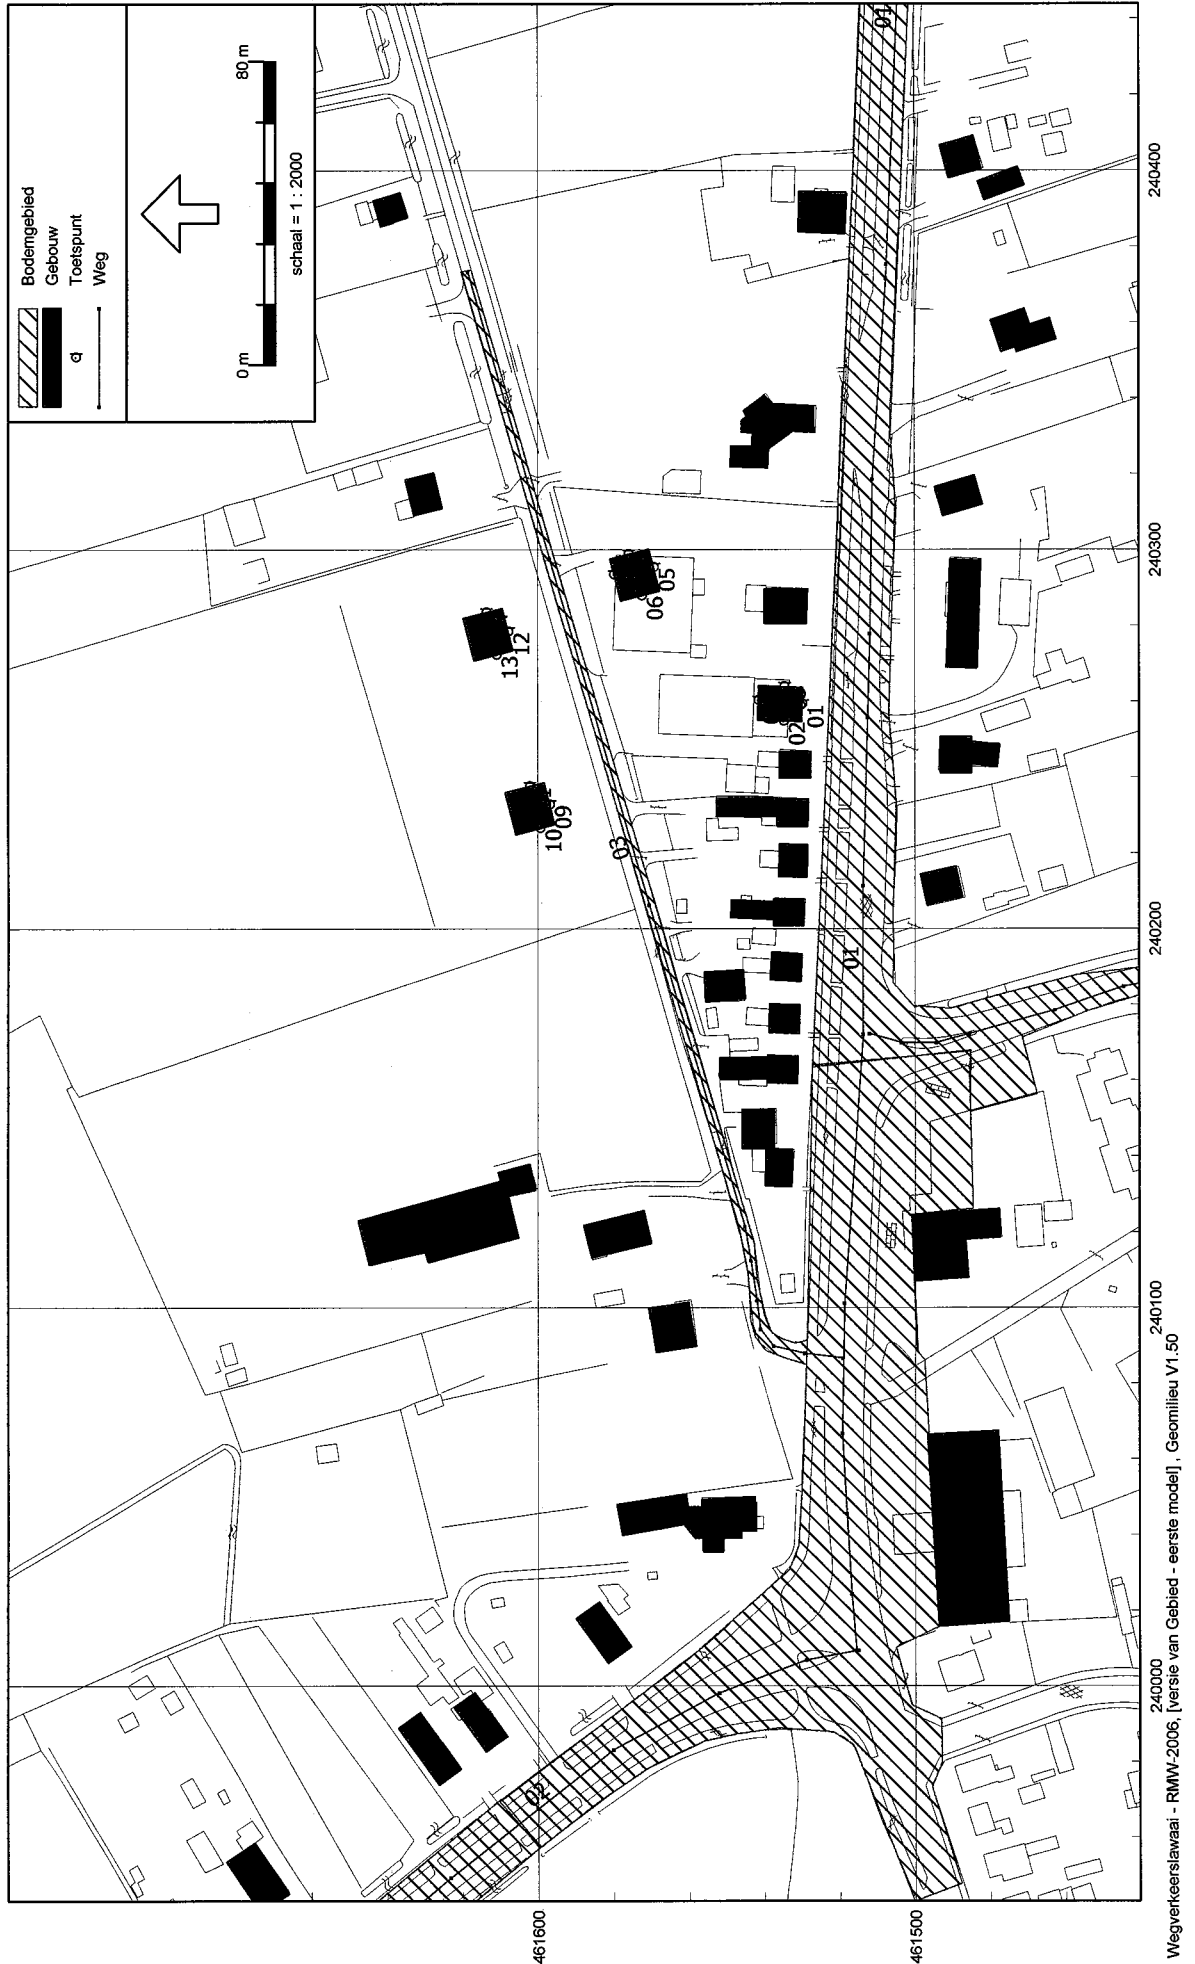 Bodemgebied
Gebouw
Toetspunt
Weg
0 m
80 m
schaal = 1 : 2000
01
13
12
06
05
10
09
03
02
01
01
02
461600
461500
240000
240100
240200
240300
240400
Wegverkeerslawaai - RMW-2006, [versie van Gebied - eerste model] , Geomilieu V1.50